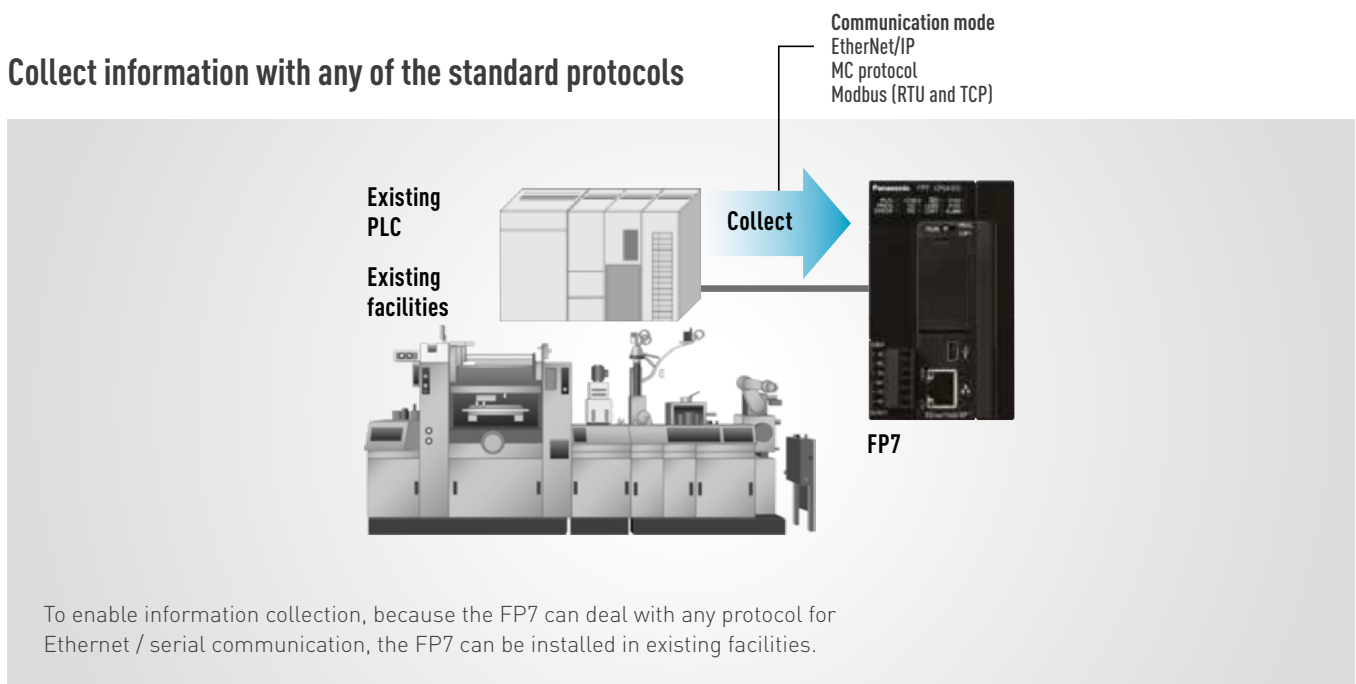 Communication mode
EtherNet/IP
MC protocol
Modbus (RTU and TCP)
Collect information with any of the standard protocols
Existing
PLC
Collect
Existing
facilities
Panasonic FP7
FP7
To enable information collection, because the FP7 can deal with any protocol for
Ethernet / serial communication, the FP7 can be installed in existing facilities.